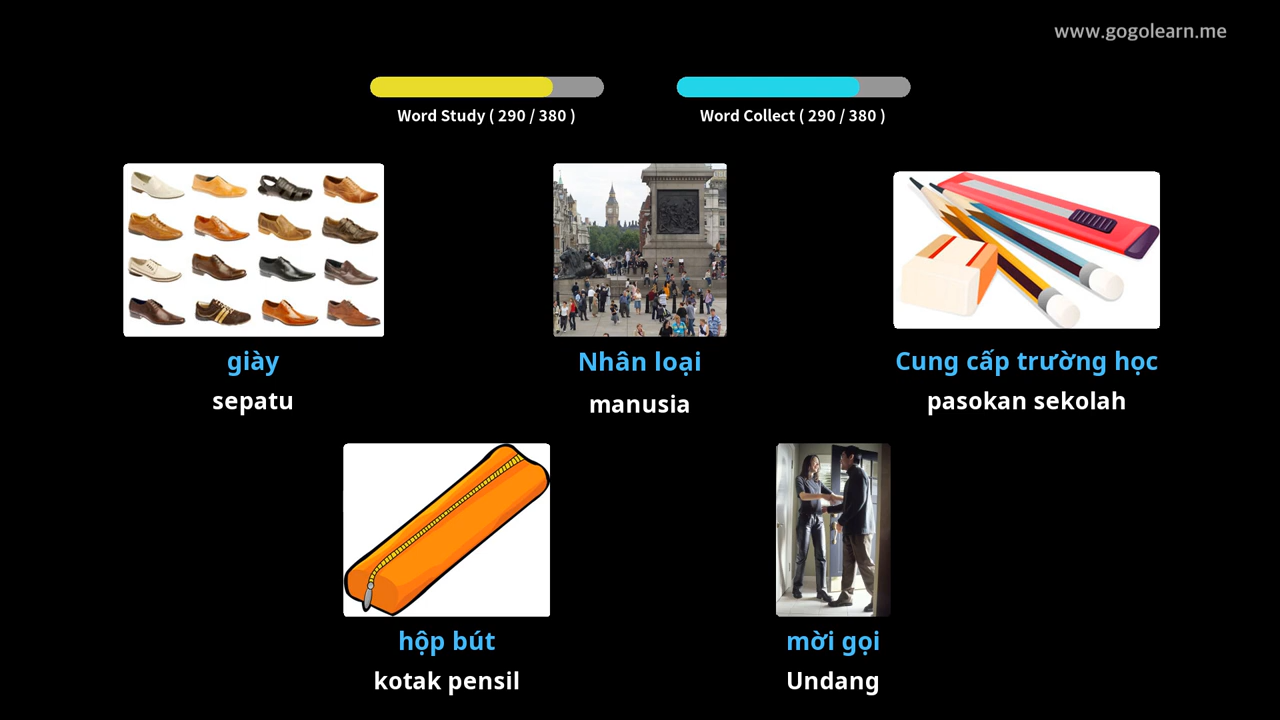 www.gogolearn.me
Word Study ( 290 / 380 )
Word Collect ( 290 / 380 )
giày
sepatu
Nhân loại
manusia
Cung cấp trường học
pasokan sekolah
hộp bút
kotak pensil
mời gọi
Undang